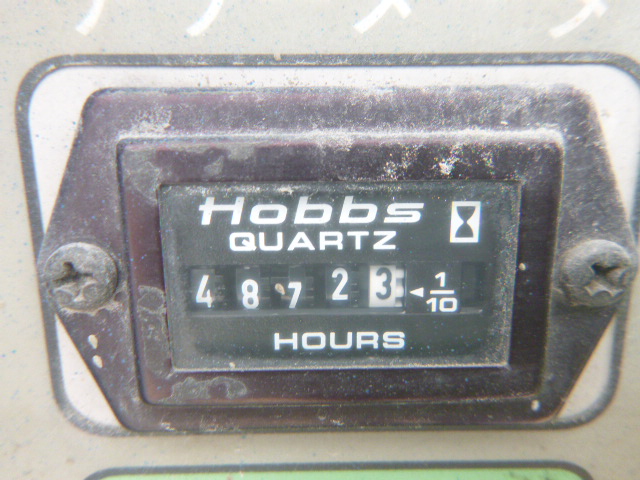 Hobbs
QUARTZ
4 8 7 2 3 ◄ 1/10
HOURS